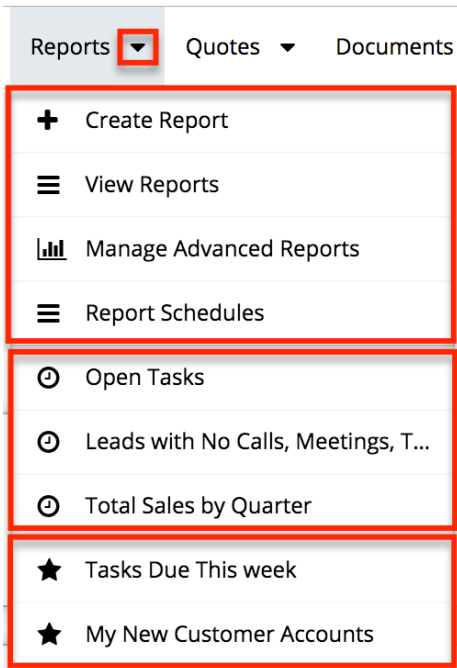 Reports Quotes Documents
Create Report
View Reports
Manage Advanced Reports
Report Schedules
Open Tasks
Leads with No Calls, Meetings, T...
Total Sales by Quarter
Tasks Due This week
My New Customer Accounts